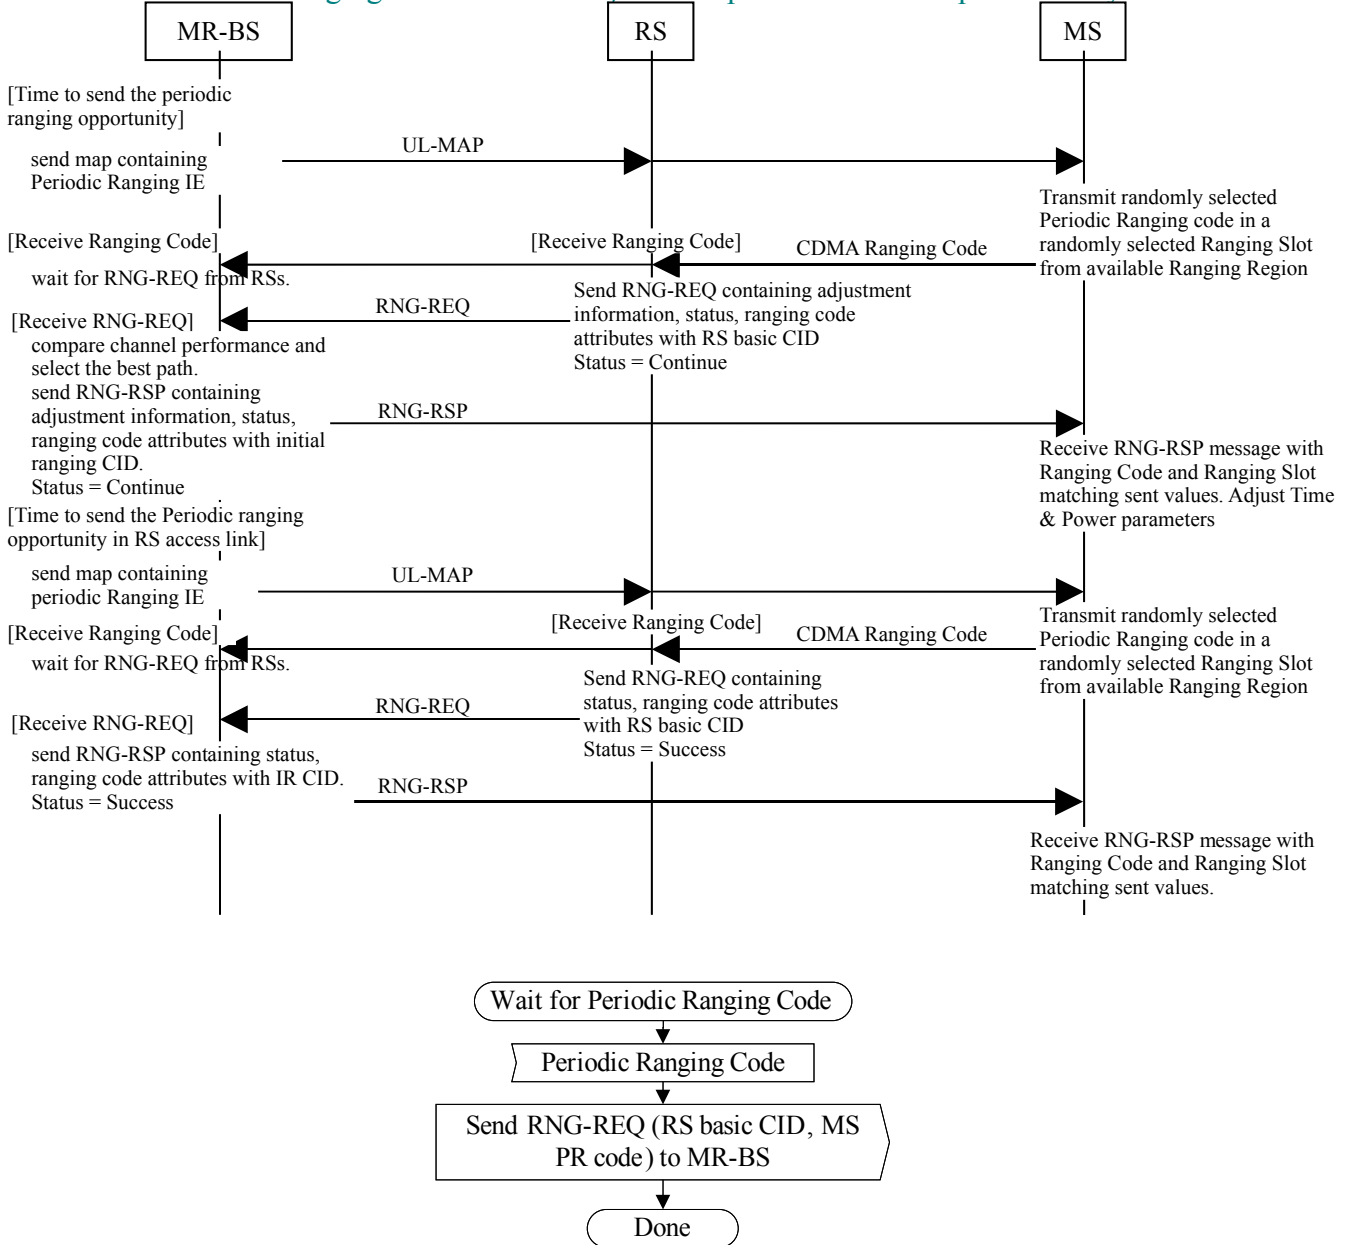 MR-BS
RS
MS
[Time to send the periodic
ranging opportunity]
send map containing
Periodic Ranging IE
UL-MAP
Transmit randomly selected
Periodic Ranging code in a
randomly selected Ranging Slot
from available Ranging Region
[Receive Ranging Code]
[Receive Ranging Code]
CDMA Ranging Code
wait for RNG-REQ from RSs.
Send RNG-REQ containing adjustment
information, status, ranging code
attributes with RS basic CID
Status = Continue
RNG-REQ
[Receive RNG-REQ]
compare channel performance and
select the best path.
send RNG-RSP containing
adjustment information, status,
ranging code attributes with initial
ranging CID.
Status = Continue
RNG-RSP
Receive RNG-RSP message with
Ranging Code and Ranging Slot
matching sent values. Adjust Time
& Power parameters
[Time to send the Periodic ranging
opportunity in RS access link]
send map containing
periodic Ranging IE
UL-MAP
Transmit randomly selected
Periodic Ranging code in a
randomly selected Ranging Slot
from available Ranging Region
[Receive Ranging Code]
[Receive Ranging Code]
CDMA Ranging Code
wait for RNG-REQ from RSs.
Send RNG-REQ containing
status, ranging code attributes
with RS basic CID
Status = Success
RNG-REQ
[Receive RNG-REQ]
send RNG-RSP containing status,
ranging code attributes with IR CID.
Status = Success
RNG-RSP
Receive RNG-RSP message with
Ranging Code and Ranging Slot
matching sent values.
Wait for Periodic Ranging Code
Periodic Ranging Code
Send RNG-REQ (RS basic CID, MS
PR code) to MR-BS
Done